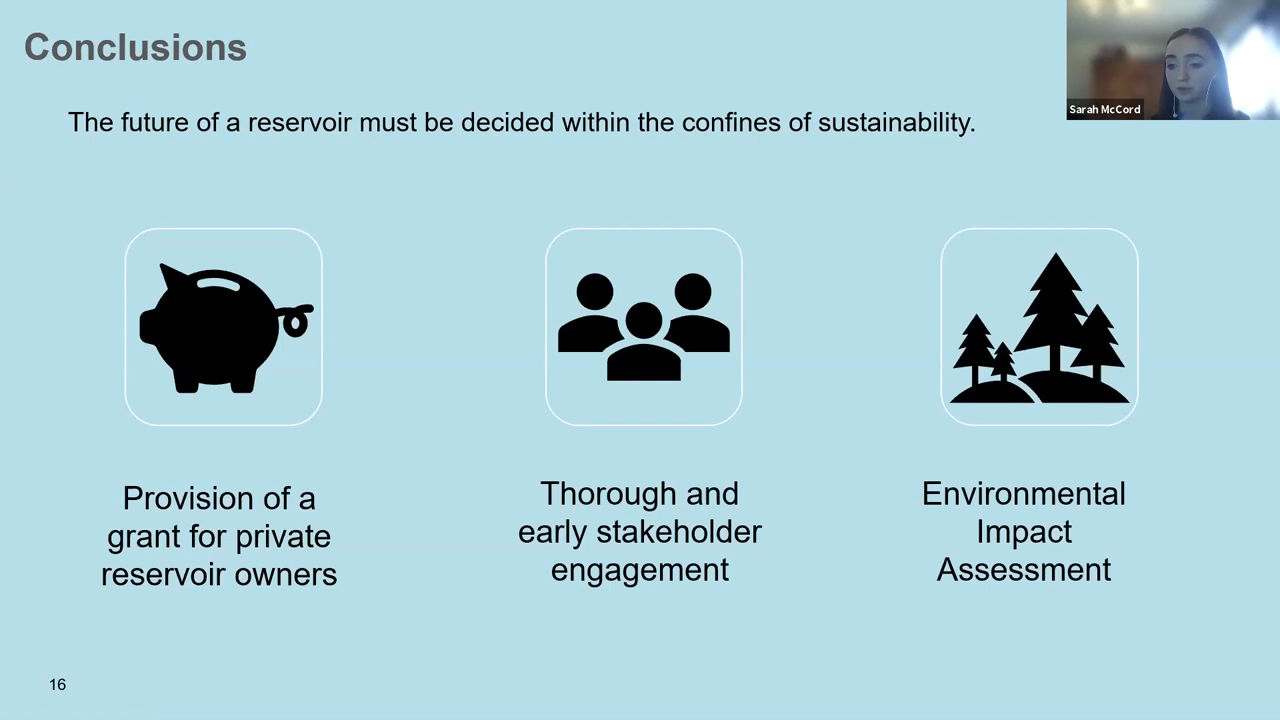 Conclusions
Sarah McCord
The future of a reservoir must be decided within the confines of sustainability.
Provision of a
grant for private
reservoir owners
Thorough and
early stakeholder
engagement
Environmental
Impact
Assessment
16